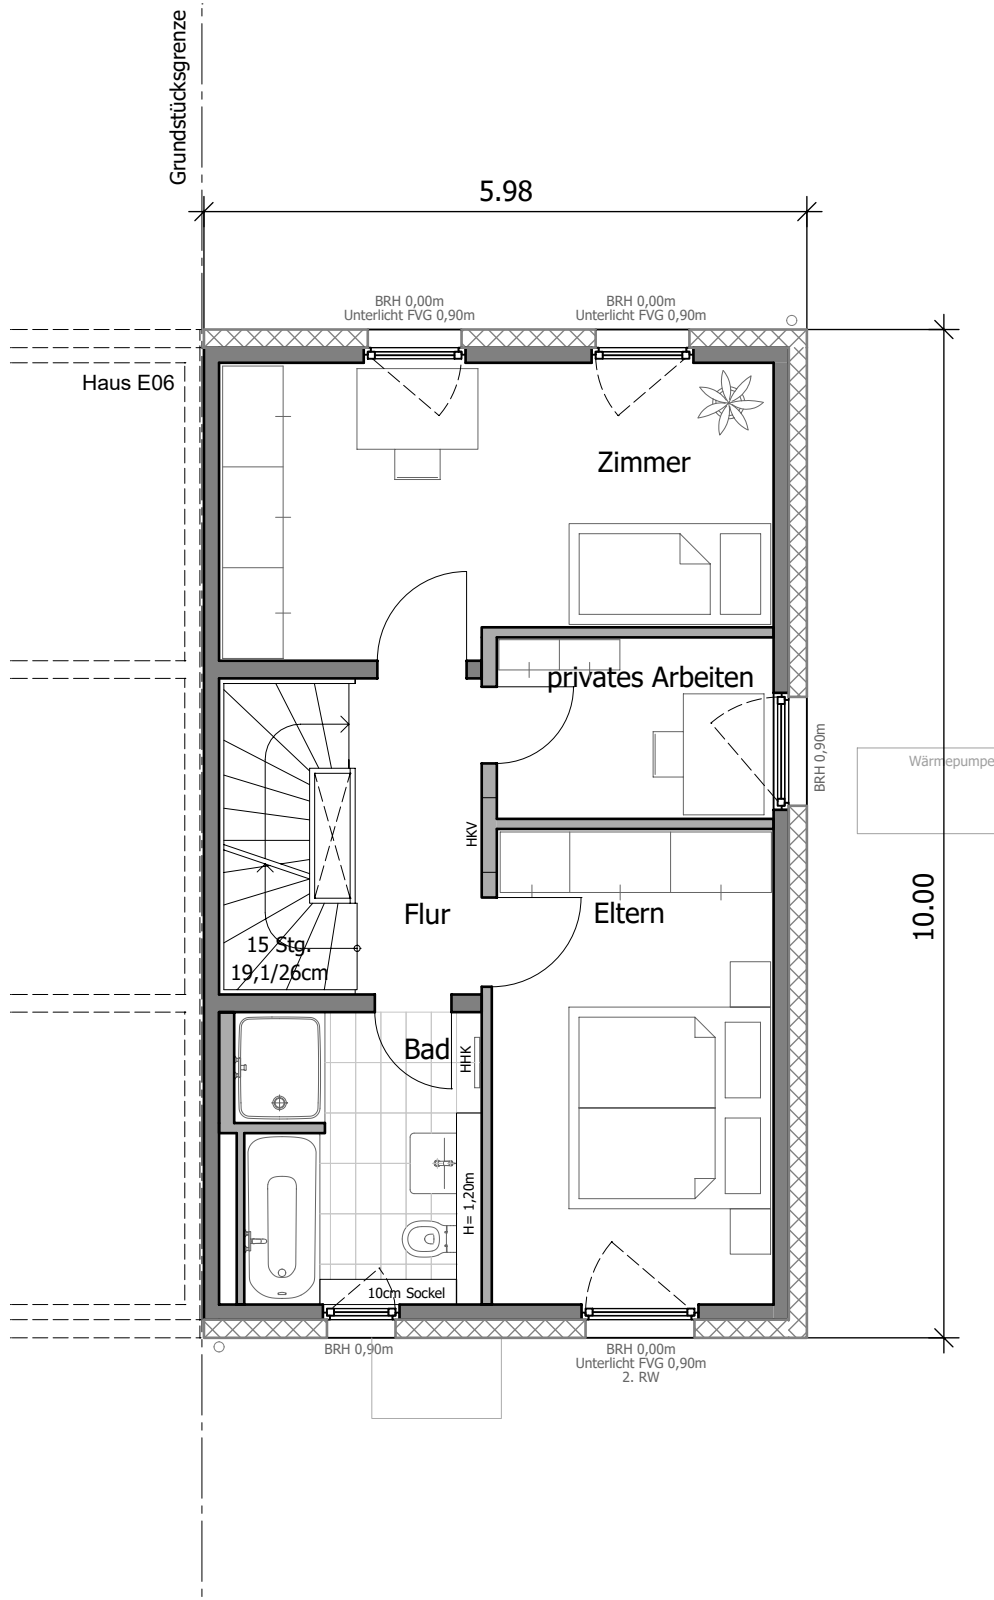 Grundstücksgrenze
5.98
BRH 0,00m
Unterlicht FVG 0,90m
BRH 0,00m
Unterlicht FVG 0,90m
Haus E06
Zimmer
privates Arbeiten
BRH 0,90m
Wärmepumpe
HKV
10.00
Flur
Eltern
15 Stg.
19,1/26cm
Bad
HHK
H= 1,20m
10cm Sockel
BRH 0,90m
BRH 0,00m
Unterlicht FVG 0,90m
2. RW